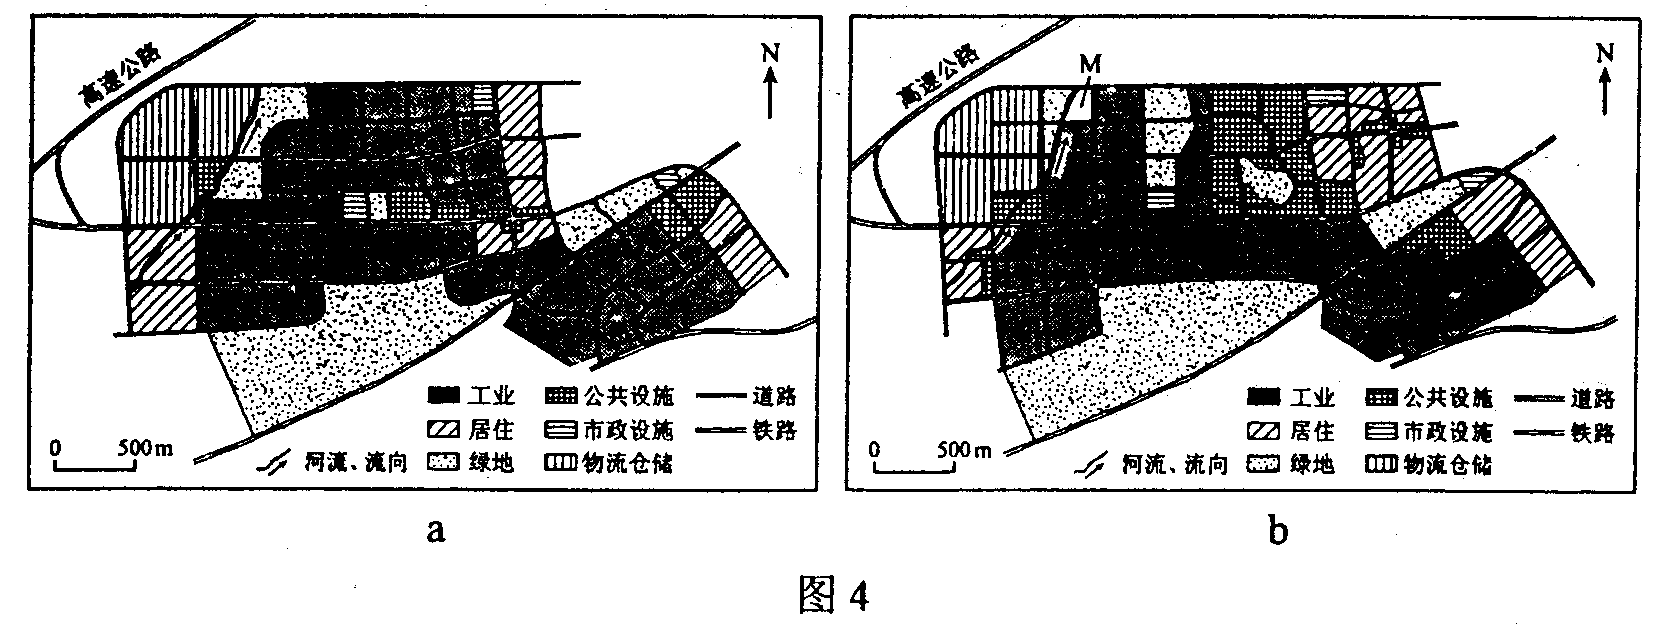 高速公路
N
工业
公共设施
道路
居住
市政设施
铁路
0 500m
河流、流向
绿地
物流仓储
a
高速公路
M
N
工业
公共设施
道路
居住
市政设施
铁路
0 500m
河流、流向
绿地
物流仓储
b
图4